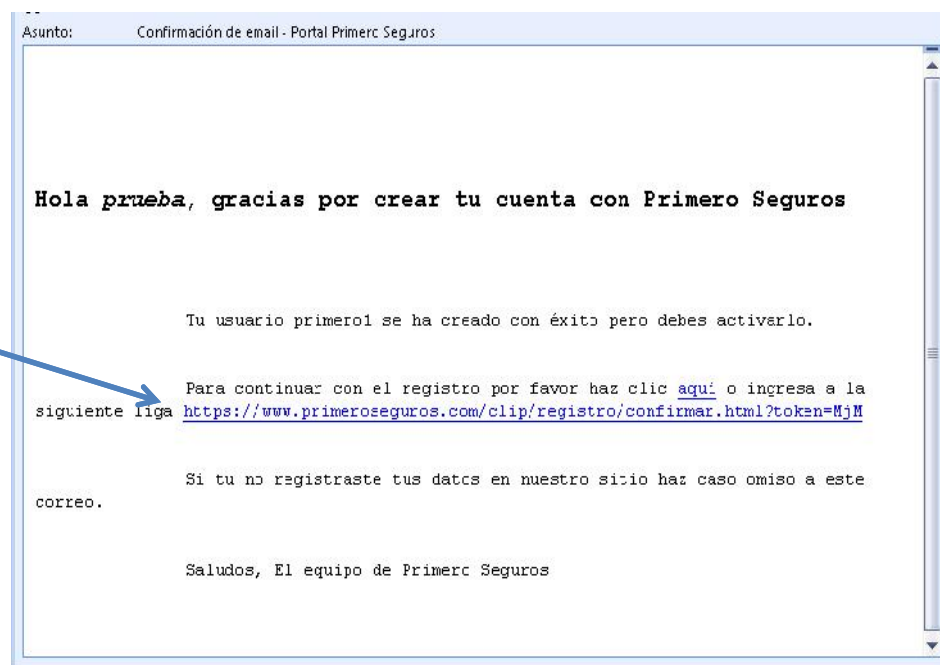 Asunto: Confirmación de email - Portal Primero Seguros
Hola prueba, gracias por crear tu cuenta con Primero Seguros
Tu usuario primero1 se ha creado con éxito pero debes activarlo.
Para continuar con el registro por favor haz clic aquí o ingresa a la
siguiente liga https://www.primeroseguros.com/clip/registro/confirmar.html?token=MjM
Si tu no registraste tus datos en nuestro sitio haz caso omiso a este
correo.
Saludos, El equipo de Primero Seguros